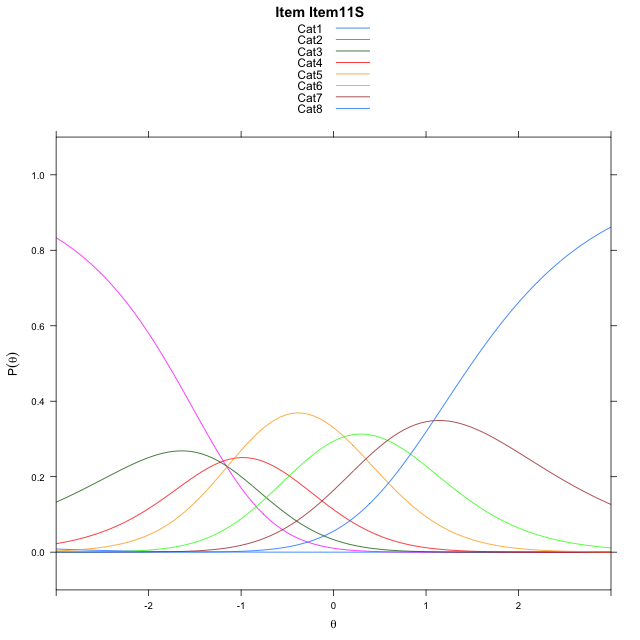 Item Item11S
Cat1
Cat2
Cat3
Cat4
Cat5
Cat6
Cat7
Cat8
1.0
0.8
0.6
0.4
0.2
0.0
P(θ)
-2 -1 0 1 2
θ